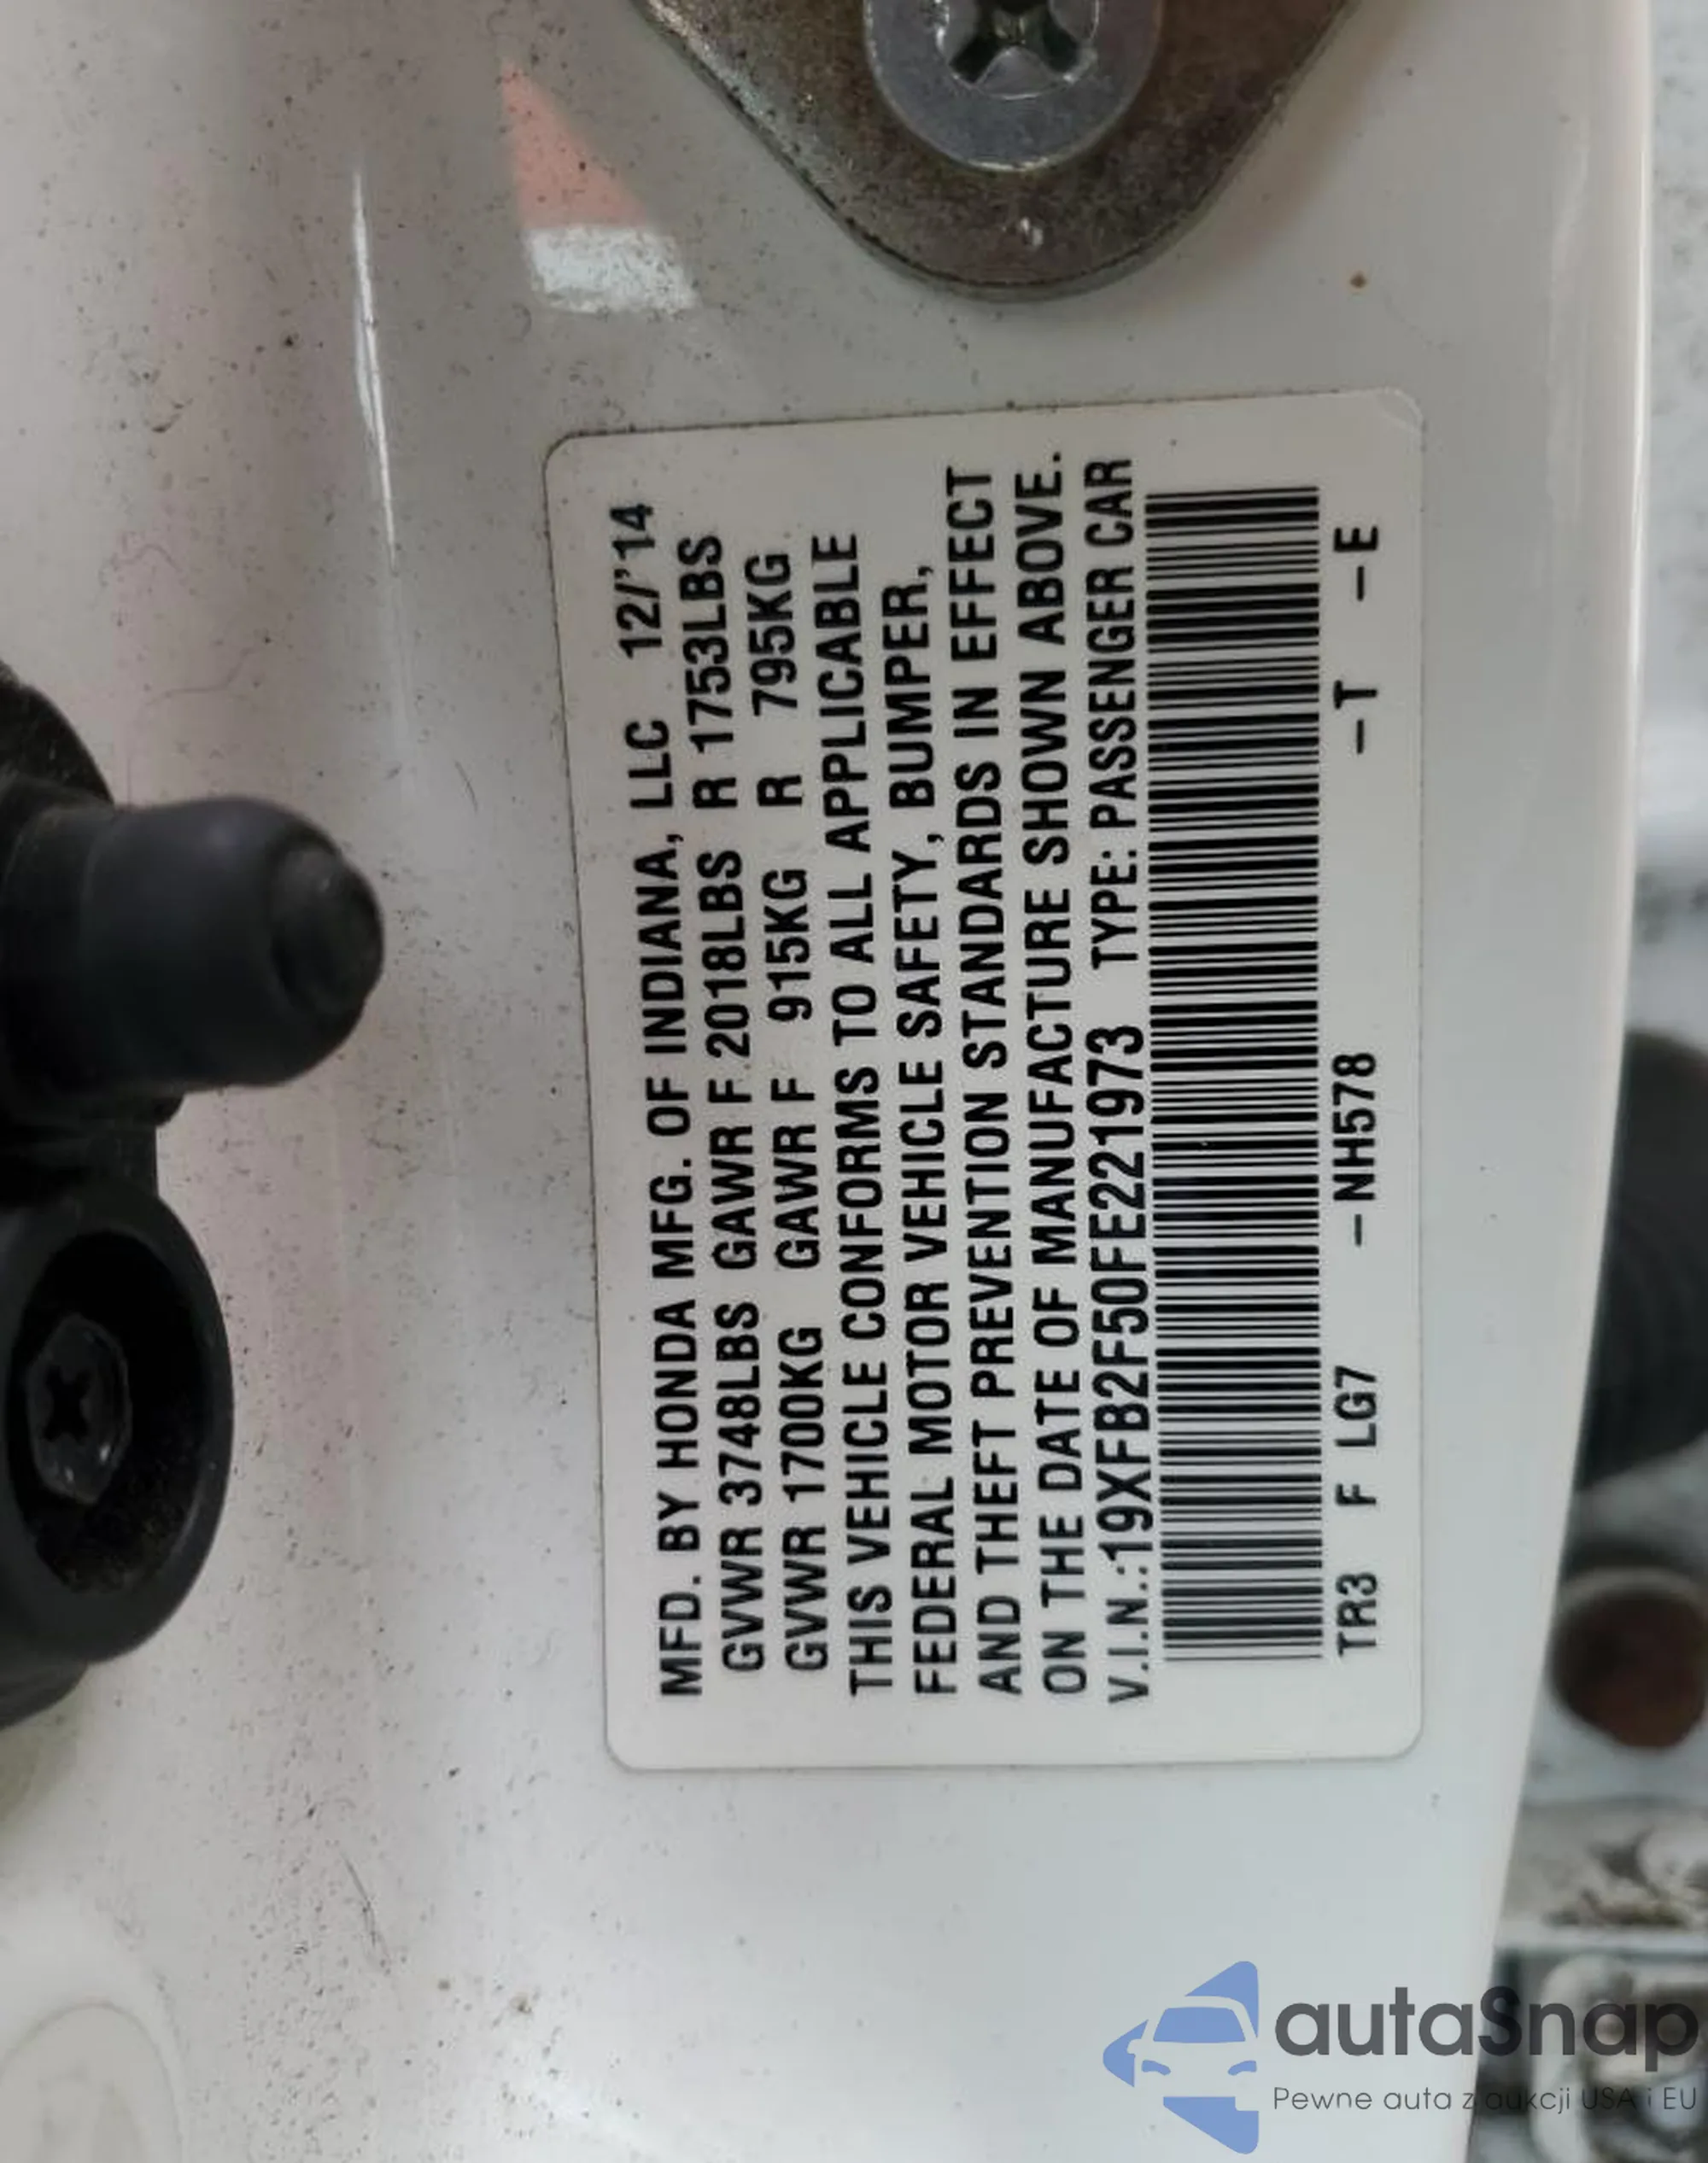 MFD. BY HONDA MFG. OF INDIANA, LLC 12/'14
GVWR 3748LBS GAWR F 2018LBS R 1753LBS
GVWR 1700KG GAWR F 915KG R 795KG
THIS VEHICLE CONFORMS TO ALL APPLICABLE
FEDERAL MOTOR VEHICLE SAFETY, BUMPER,
AND THEFT PREVENTION STANDARDS IN EFFECT
ON THE DATE OF MANUFACTURE SHOWN ABOVE.
V.I.N.:19XFB2F50FE221973 TYPE: PASSENGER CAR
TR3 F LG7 –NH578 –T –E
autaSnap
Pewne auta z aukcji USA i EU